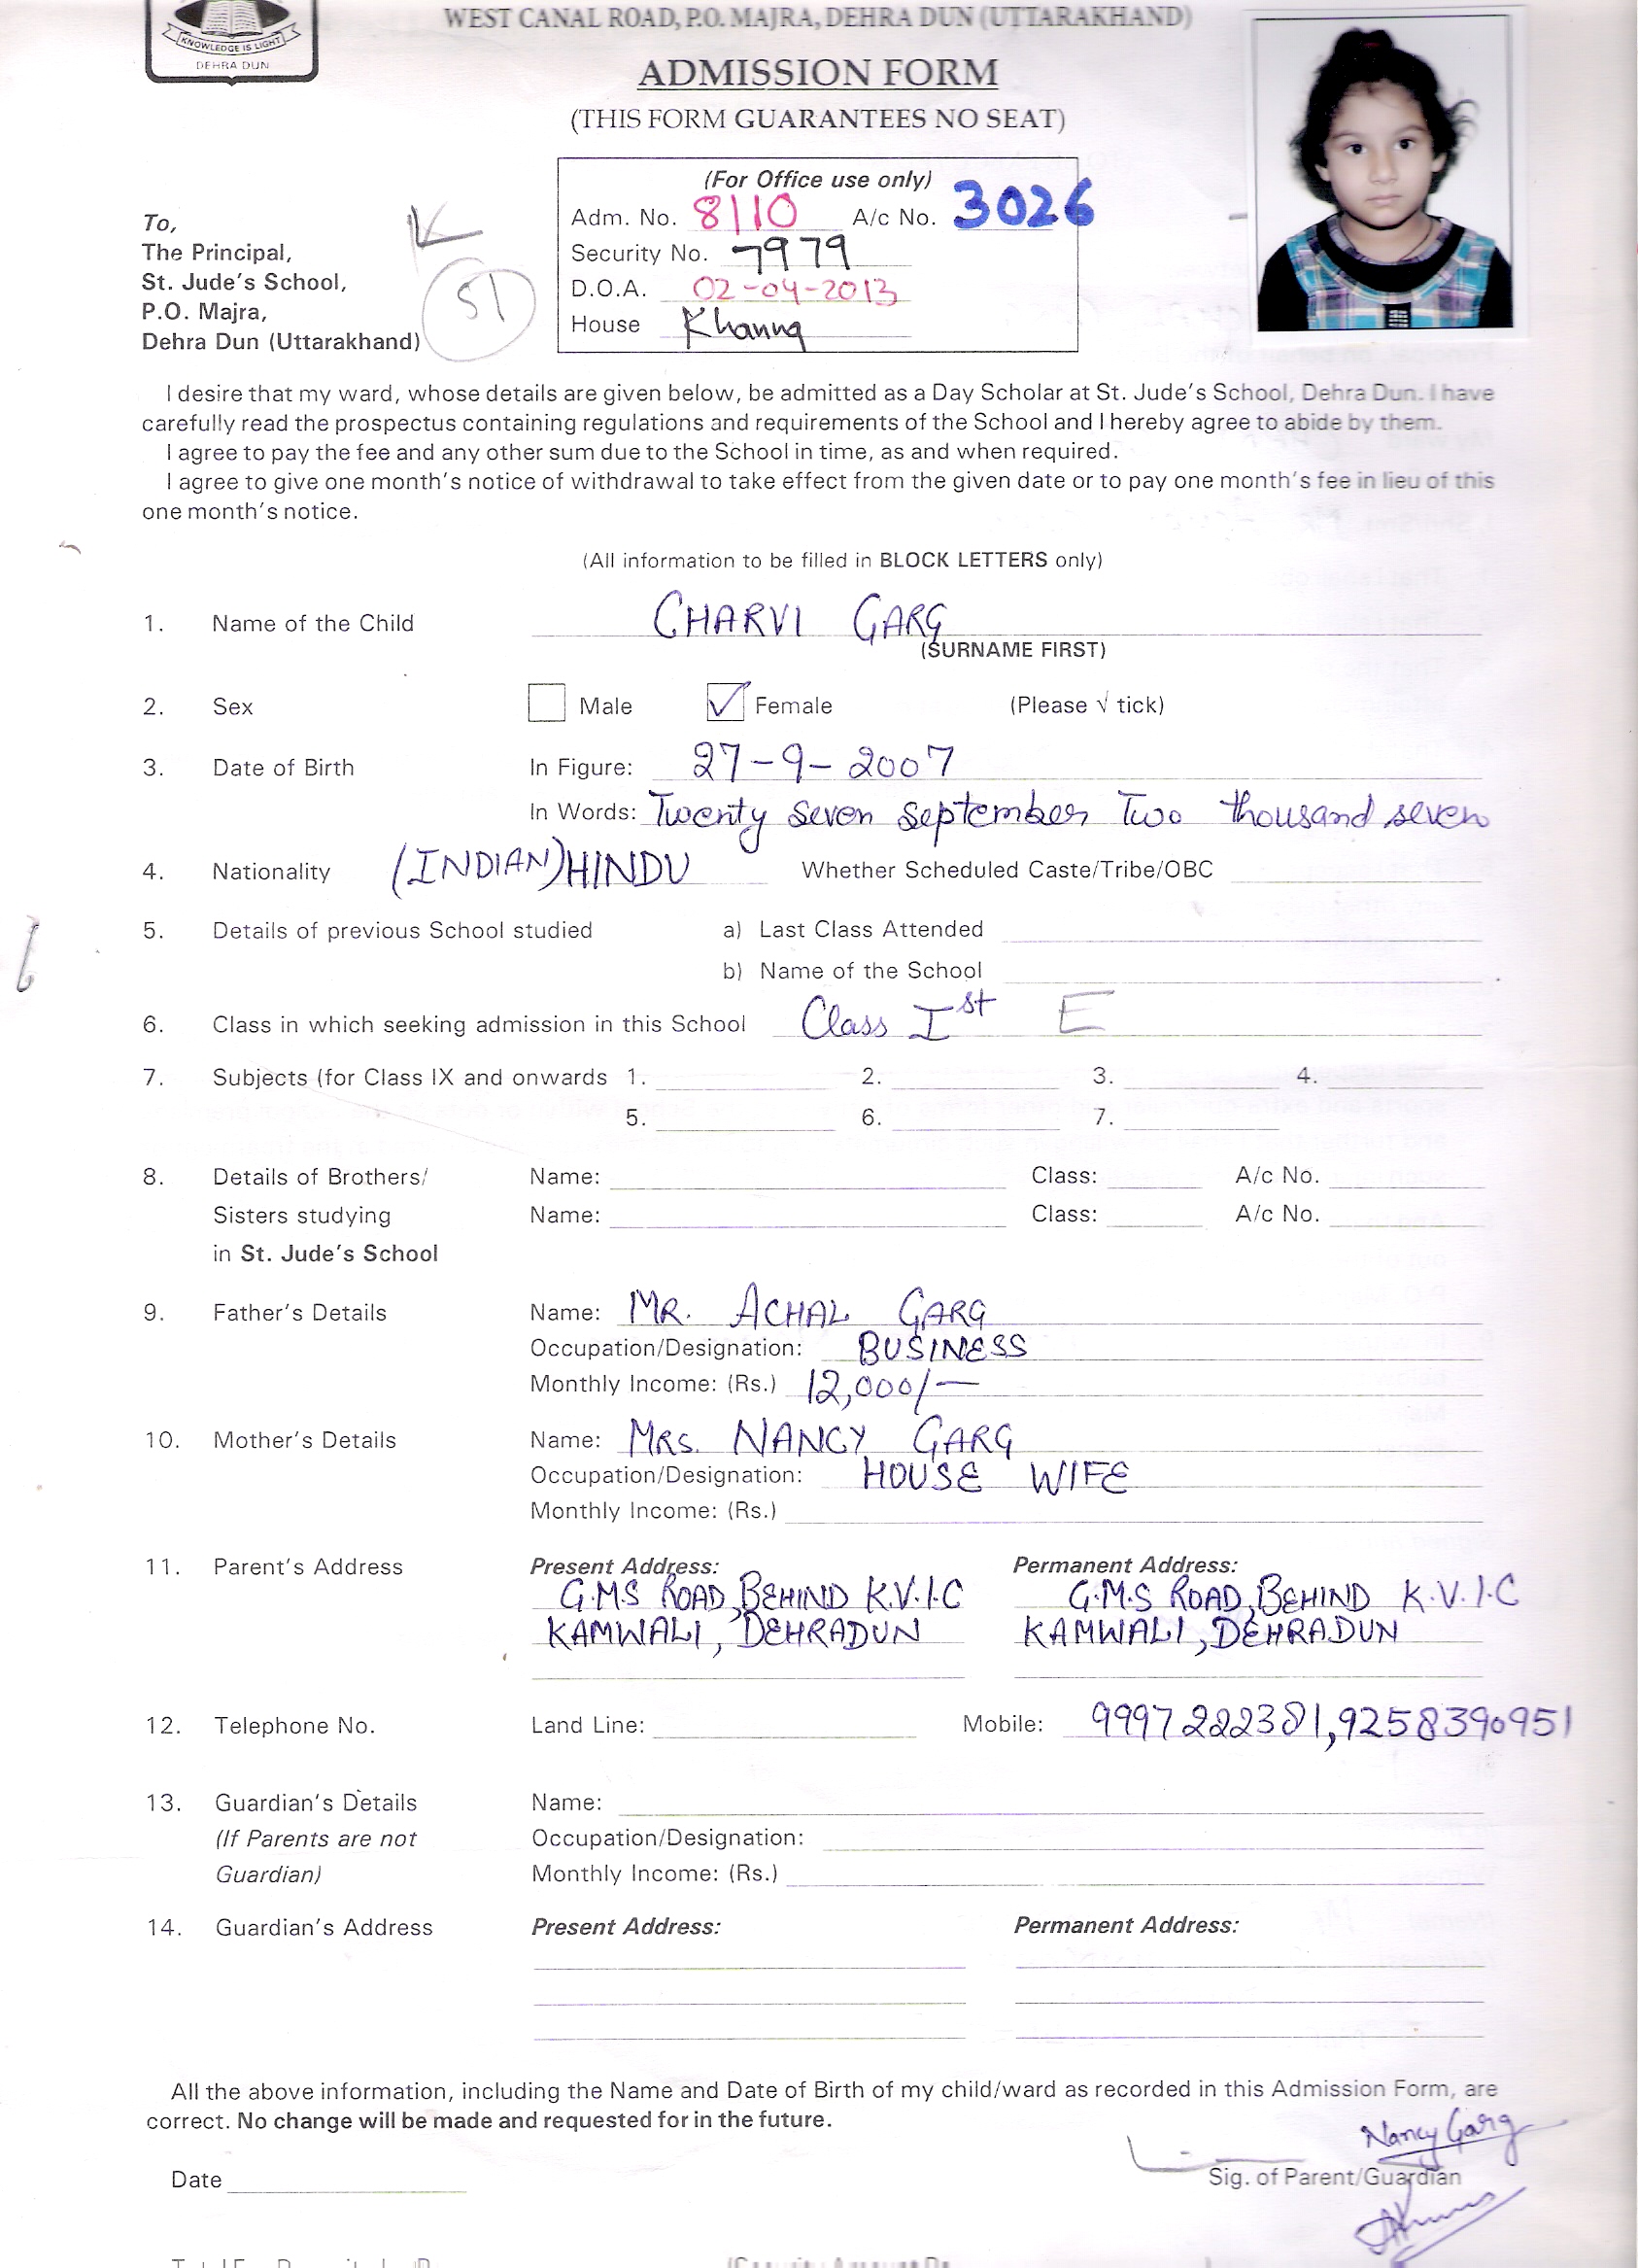 WEST CANAL ROAD, P.O. MAJRA, DEHRA DUN (UTTARAKHAND)
KNOWLEDGE IS LIGHT
DEHRA DUN
ADMISSION FORM
(THIS FORM GUARANTEES NO SEAT)
(For Office use only)
Adm. No. 8110 A/c No. 3026
Security No. 7979
D.O.A. 02-04-2013
House Khanna
To,
The Principal,
St. Jude's School,
P.O. Majra,
Dehra Dun (Uttarakhand)
51
I desire that my ward, whose details are given below, be admitted as a Day Scholar at St. Jude's School, Dehra Dun. I have
carefully read the prospectus containing regulations and requirements of the School and I hereby agree to abide by them.
I agree to pay the fee and any other sum due to the School in time, as and when required.
I agree to give one month's notice of withdrawal to take effect from the given date or to pay one month's fee in lieu of this
one month's notice.
(All information to be filled in BLOCK LETTERS only)
1. Name of the Child CHARVI GARG
(SURNAME FIRST)
2. Sex Male ✓ Female (Please √ tick)
3. Date of Birth In Figure: 27-9-2007
In Words: Twenty seven september Two thousand seven
4. Nationality (INDIAN) HINDU Whether Scheduled Caste/Tribe/OBC
5. Details of previous School studied a) Last Class Attended
b) Name of the School
6. Class in which seeking admission in this School Class Ist E
7. Subjects (for Class IX and onwards 1. 2. 3. 4.
5. 6. 7.
8. Details of Brothers/ Name: Class: A/c No.
Sisters studying Name: Class: A/c No.
in St. Jude's School
9. Father's Details Name: MR. ACHAL GARG
Occupation/Designation: BUSINESS
Monthly Income: (Rs.) 12,000/-
10. Mother's Details Name: MRS. NANCY GARG
Occupation/Designation: HOUSE WIFE
Monthly Income: (Rs.)
11. Parent's Address Present Address: Permanent Address:
G.M.S ROAD, BEHIND K.V.I.C G.M.S ROAD, BEHIND K.V.I.C
KAMWALI, DEHRADUN KAMWALI, DEHRADUN
12. Telephone No. Land Line: Mobile: 9997222381, 9258390951
13. Guardian's Details Name:
(If Parents are not Occupation/Designation:
Guardian) Monthly Income: (Rs.)
14. Guardian's Address Present Address: Permanent Address:
All the above information, including the Name and Date of Birth of my child/ward as recorded in this Admission Form, are
correct. No change will be made and requested for in the future.
Nancy Garg
Date Sig. of Parent/Guardian